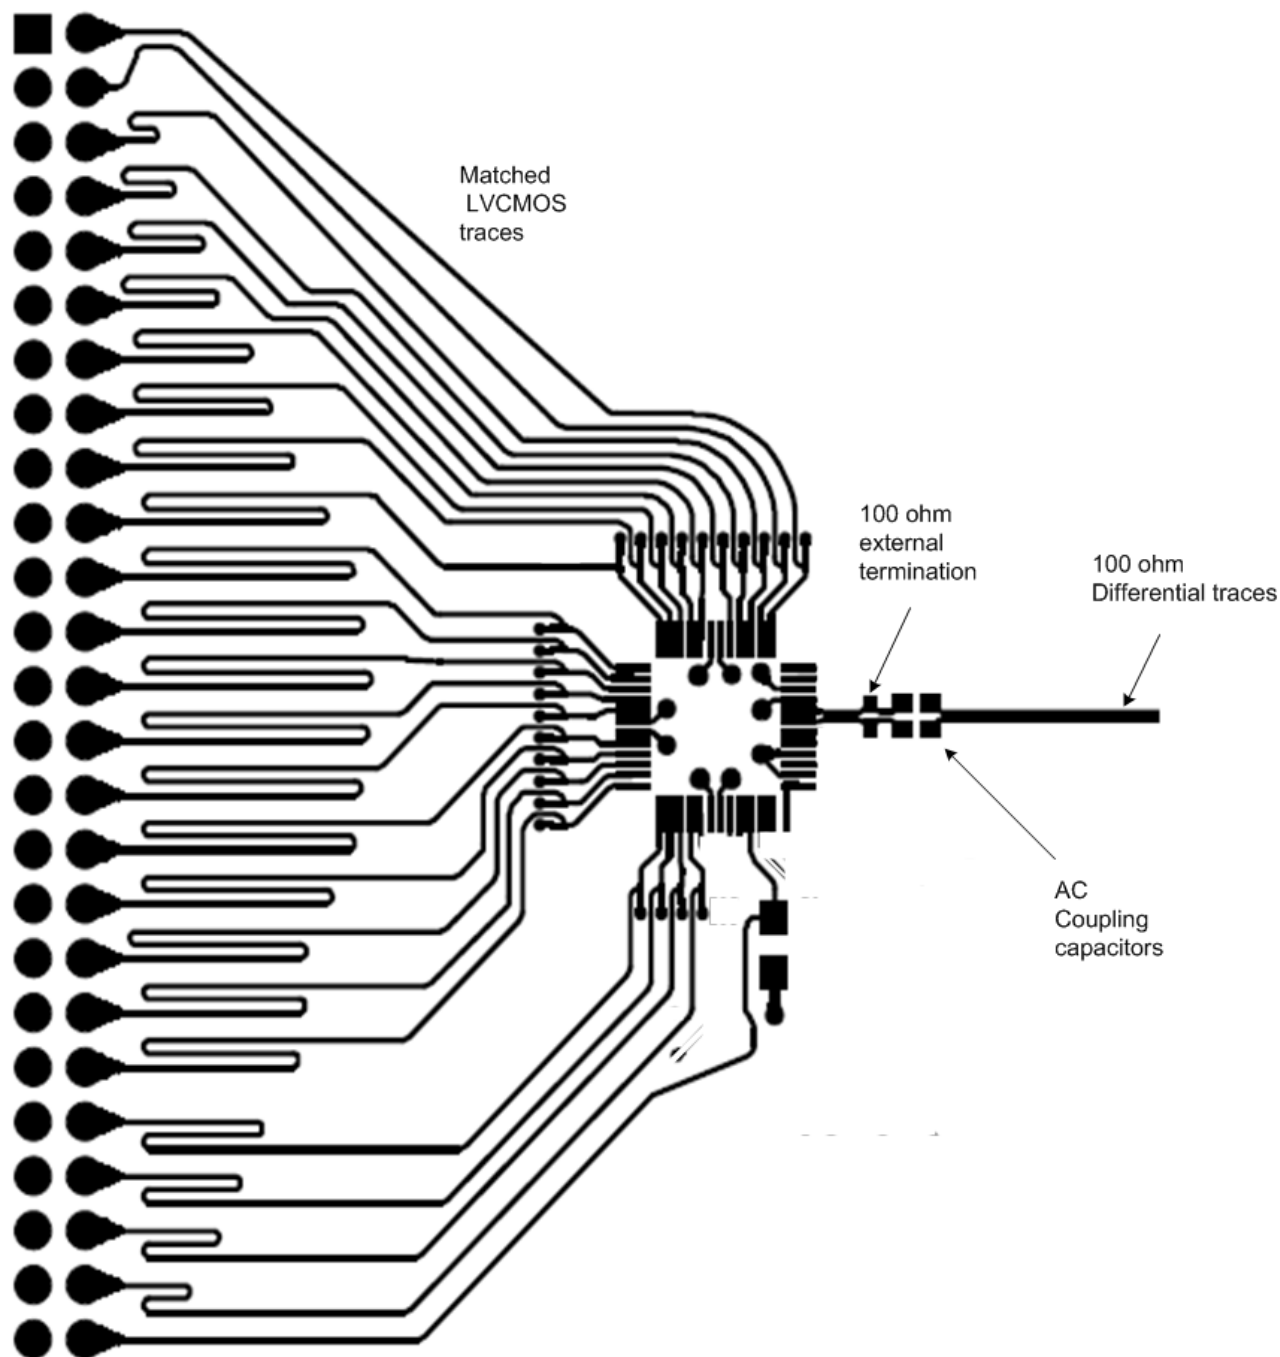 Matched
LVCMOS
traces
100 ohm
external
termination
100 ohm
Differential traces
AC
Coupling
capacitors